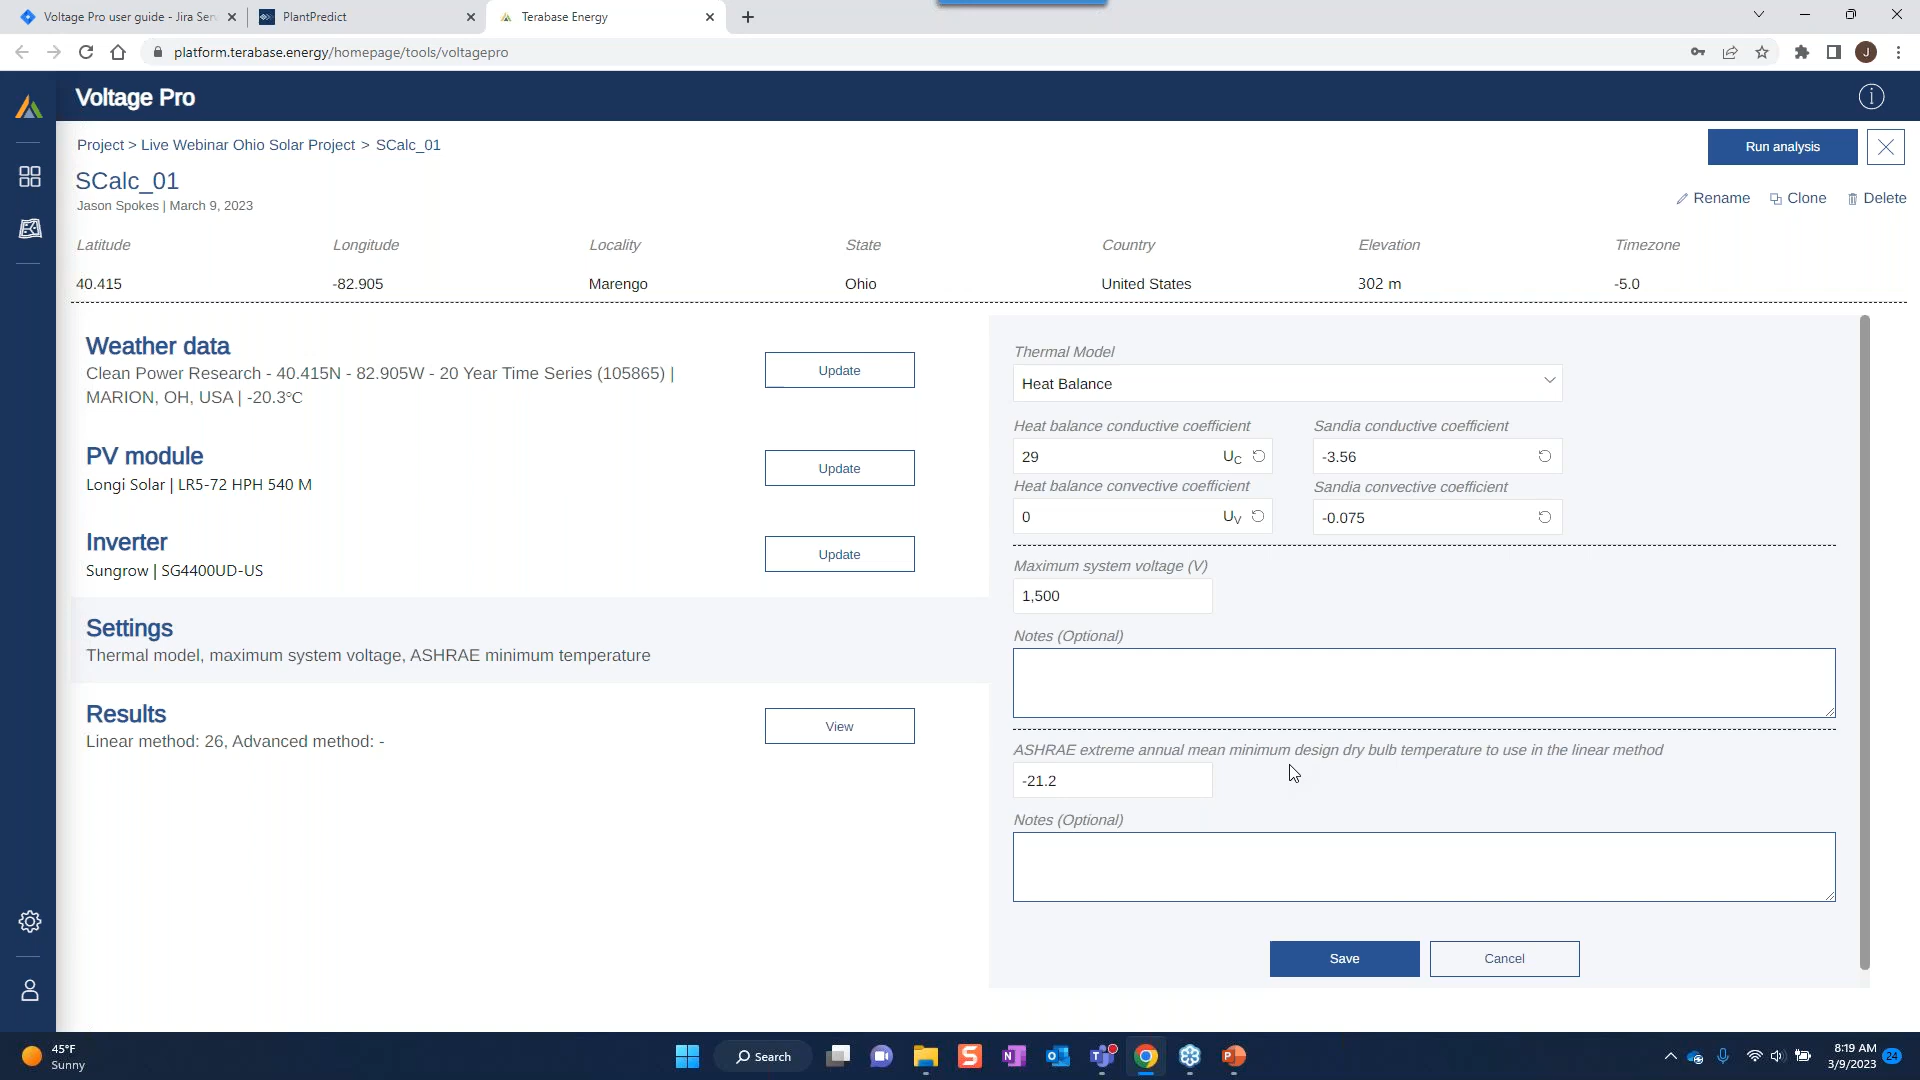 Voltage Pro user guide - Jira Ser
PlantPredict
Terabase Energy
platform.terabase.energy/homepage/tools/voltagepro
J
Voltage Pro
Project > Live Webinar Ohio Solar Project > SCalc_01
Run analysis
SCalc_01
Jason Spokes | March 9, 2023
Rename
Clone
Delete
Latitude
Longitude
Locality
State
Country
Elevation
Timezone
40.415
-82.905
Marengo
Ohio
United States
302 m
-5.0
Weather data
Clean Power Research - 40.415N - 82.905W - 20 Year Time Series (105865) |
MARION, OH, USA | -20.3°C
Update
PV module
Longi Solar | LR5-72 HPH 540 M
Update
Inverter
Sungrow | SG4400UD-US
Update
Settings
Thermal model, maximum system voltage, ASHRAE minimum temperature
Results
Linear method: 26, Advanced method: -
View
Thermal Model
Heat Balance
Heat balance conductive coefficient
Sandia conductive coefficient
29 UC
-3.56
Heat balance convective coefficient
Sandia convective coefficient
0 UV
-0.075
Maximum system voltage (V)
1,500
Notes (Optional)
ASHRAE extreme annual mean minimum design dry bulb temperature to use in the linear method
-21.2
Notes (Optional)
Save
Cancel
45°F
Sunny
Search
8:19 AM
3/9/2023
24